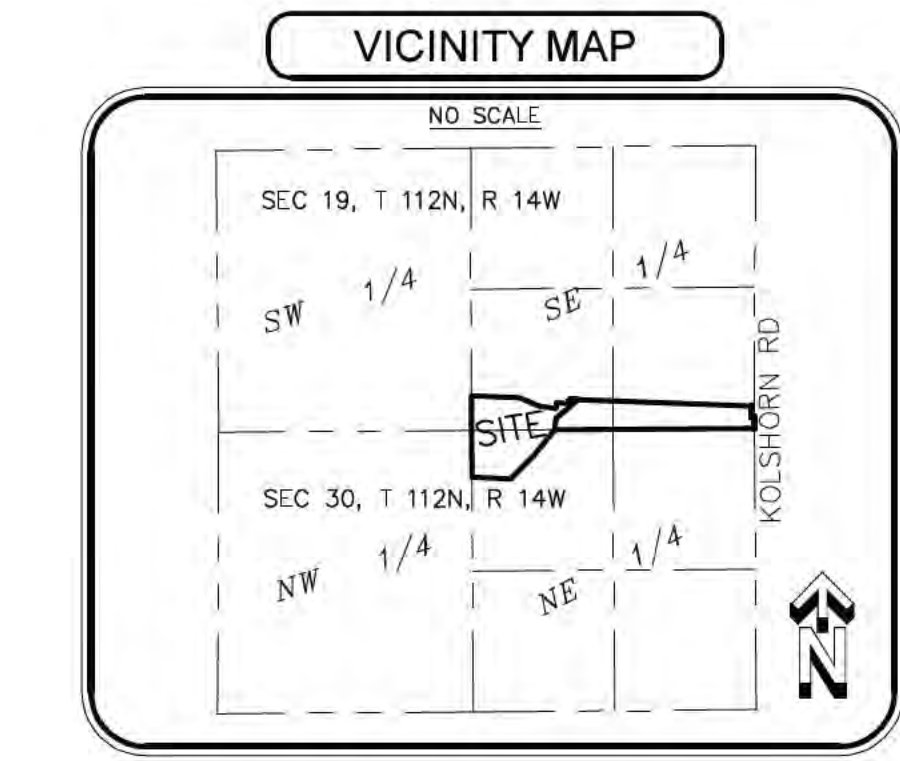 VICINITY MAP
NO SCALE
SEC 19, T 112N, R 14W
SW 1/4
SE 1/4
KOLSHORN RD
SITE
SEC 30, T 112N, R 14W
NW 1/4
NE 1/4
N